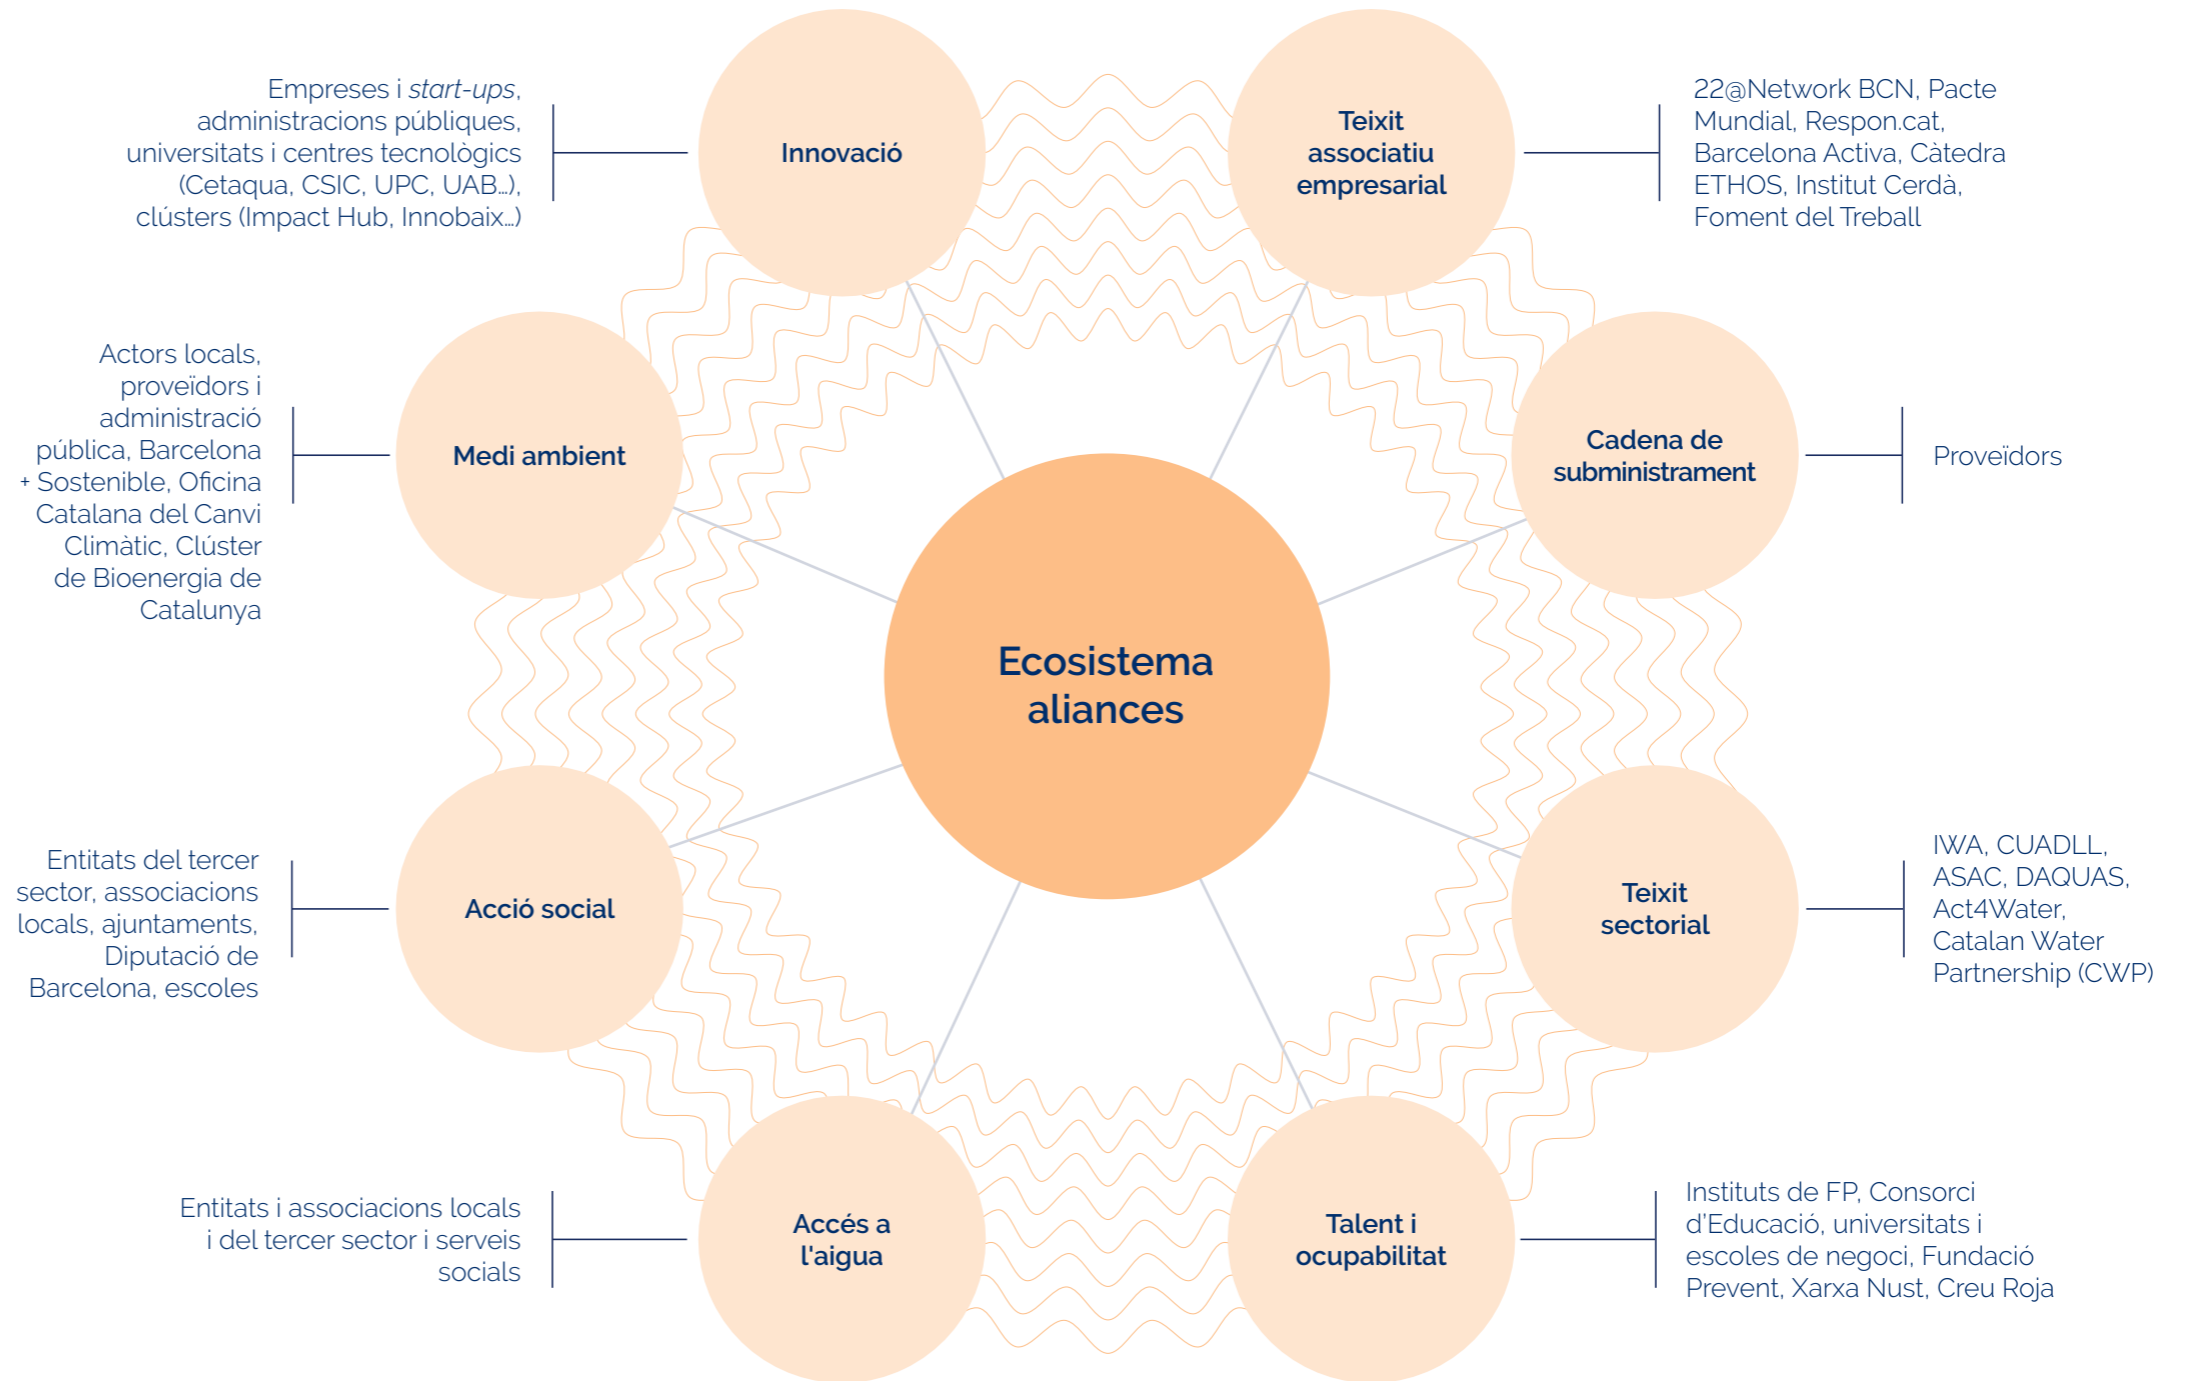 Empreses i start-ups,
administracions públiques,
universitats i centres tecnològics
(Cetaqua, CSIC, UPC, UAB…),
clústers (Impact Hub, Innobaix…)
Innovació
Teixit
associatiu
empresarial
22@Network BCN, Pacte
Mundial, Respon.cat,
Barcelona Activa, Càtedra
ETHOS, Institut Cerdà,
Foment del Treball
Actors locals,
proveïdors i
administració
pública, Barcelona
+ Sostenible, Oficina
Catalana del Canvi
Climàtic, Clúster
de Bioenergia de
Catalunya
Medi ambient
Cadena de
subministrament
Proveïdors
Ecosistema
aliances
Entitats del tercer
sector, associacions
locals, ajuntaments,
Diputació de
Barcelona, escoles
Acció social
Teixit
sectorial
IWA, CUADLL,
ASAC, DAQUAS,
Act4Water,
Catalan Water
Partnership (CWP)
Entitats i associacions locals
i del tercer sector i serveis
socials
Accés a
l'aigua
Talent i
ocupabilitat
Instituts de FP, Consorci
d’Educació, universitats i
escoles de negoci, Fundació
Prevent, Xarxa Nust, Creu Roja